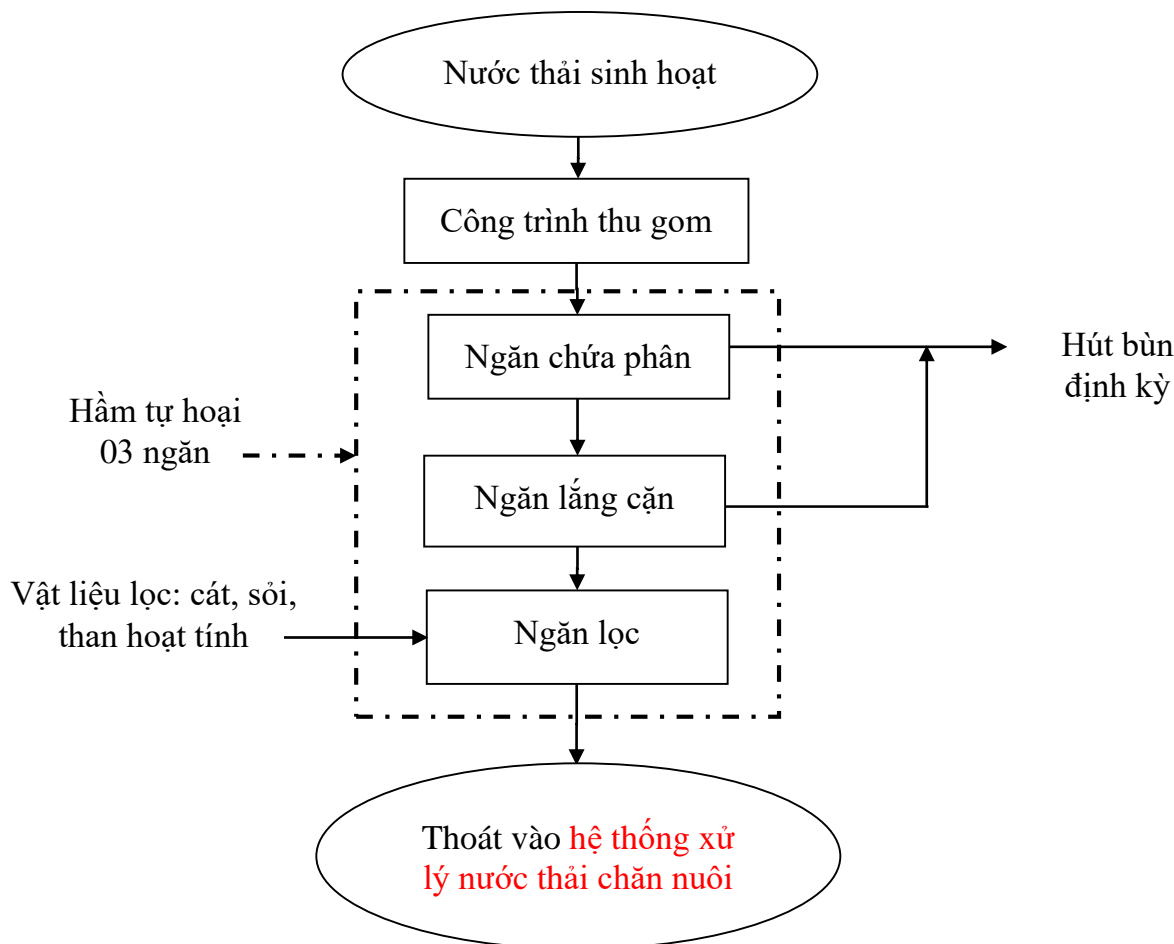 Nước thải sinh hoạt
Công trình thu gom
Ngăn chứa phân
Hút bùn
định kỳ
Hầm tự hoại
03 ngăn
Ngăn lắng cặn
Vật liệu lọc: cát, sỏi,
than hoạt tính
Ngăn lọc
Thoát vào hệ thống xử
lý nước thải chăn nuôi